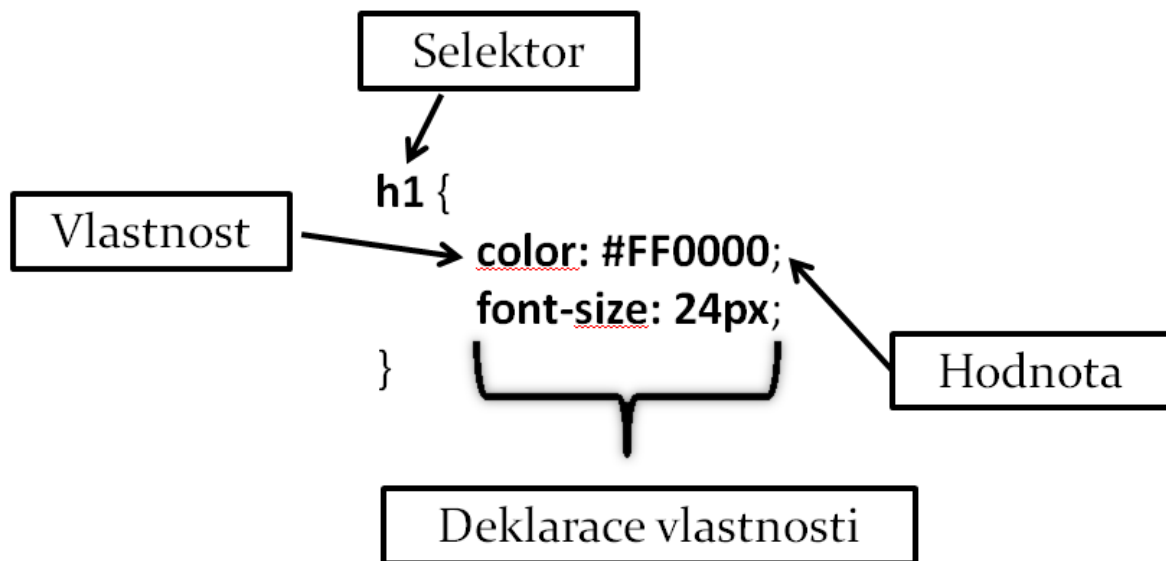 Selektor
h1 {
Vlastnost
color: #FF0000;
font-size: 24px;
}
Hodnota
Deklarace vlastnosti